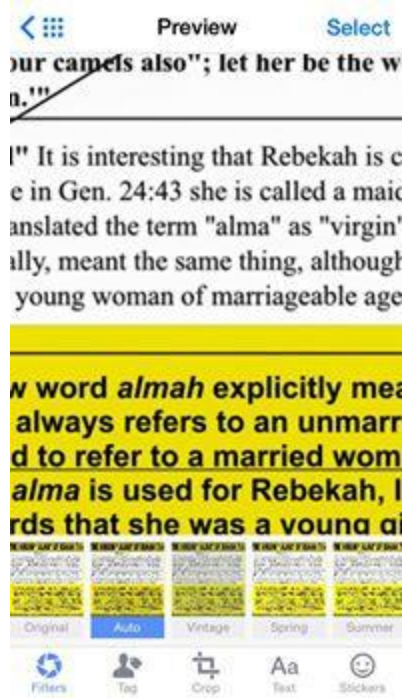 Preview
Select
our camels also"; let her be the w
n.'"
l" It is interesting that Rebekah is c
e in Gen. 24:43 she is called a maid
anslated the term "alma" as "virgin"
ally, meant the same thing, although
young woman of marriageable age
w word almah explicitly mea
always refers to an unmarr
d to refer to a married wom
alma is used for Rebekah, I
rds that she was a young gi
Original
Auto
Vintage
Spring
Summer
Filters
Tag
Crop
Aa
Text
Stickers